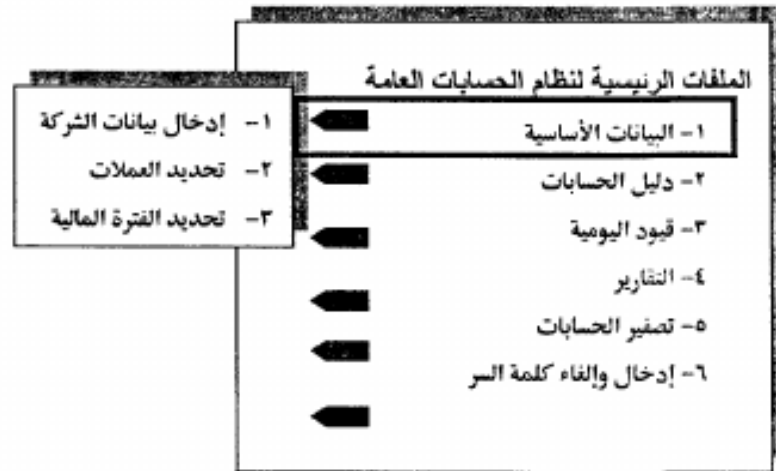 الملفات الرئيسية لنظام الحسابات العامة
١- البيانات الأساسية
٢- دليل الحسابات
٣- قيود اليومية
٤- التقارير
٥- تصفير الحسابات
٦- إدخال وإلغاء كلمة السر
١- إدخال بيانات الشركة
٢- تحديد العملات
٣- تحديد الفترة المالية